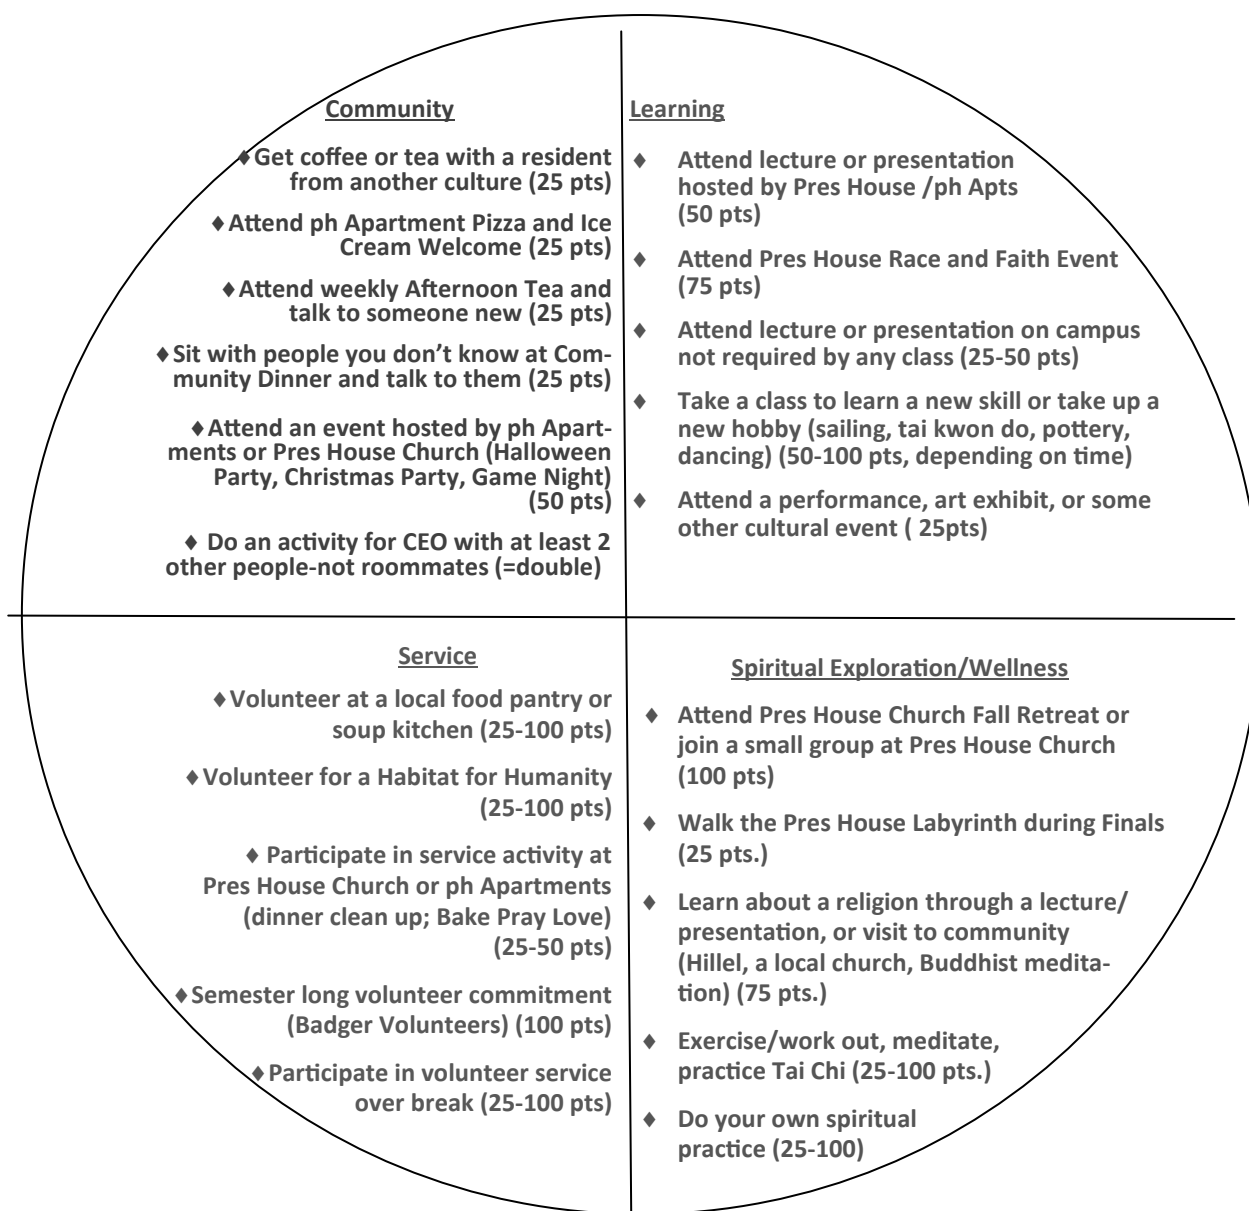 Community
♦Get coffee or tea with a resident
from another culture (25 pts)
♦Attend ph Apartment Pizza and Ice
Cream Welcome (25 pts)
♦Attend weekly Afternoon Tea and
talk to someone new (25 pts)
♦Sit with people you don’t know at Com-
munity Dinner and talk to them (25 pts)
♦Attend an event hosted by ph Apart-
ments or Pres House Church (Halloween
Party, Christmas Party, Game Night)
(50 pts)
♦ Do an activity for CEO with at least 2
other people-not roommates (=double)
Learning
♦ Attend lecture or presentation
hosted by Pres House /ph Apts
(50 pts)
♦ Attend Pres House Race and Faith Event
(75 pts)
♦ Attend lecture or presentation on campus
not required by any class (25-50 pts)
♦ Take a class to learn a new skill or take up a
new hobby (sailing, tai kwon do, pottery,
dancing) (50-100 pts, depending on time)
♦ Attend a performance, art exhibit, or some
other cultural event ( 25pts)
Service
♦Volunteer at a local food pantry or
soup kitchen (25-100 pts)
♦Volunteer for a Habitat for Humanity
(25-100 pts)
♦ Participate in service activity at
Pres House Church or ph Apartments
(dinner clean up; Bake Pray Love)
(25-50 pts)
♦Semester long volunteer commitment
(Badger Volunteers) (100 pts)
♦Participate in volunteer service
over break (25-100 pts)
Spiritual Exploration/Wellness
♦ Attend Pres House Church Fall Retreat or
join a small group at Pres House Church
(100 pts)
♦ Walk the Pres House Labyrinth during Finals
(25 pts.)
♦ Learn about a religion through a lecture/
presentation, or visit to community
(Hillel, a local church, Buddhist medita-
tion) (75 pts.)
♦ Exercise/work out, meditate,
practice Tai Chi (25-100 pts.)
♦ Do your own spiritual
practice (25-100)